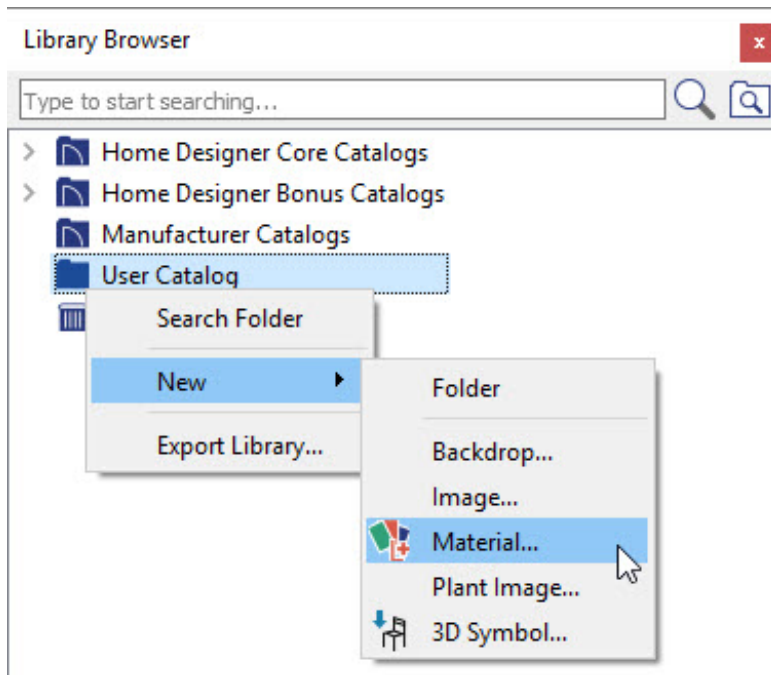 Library Browser
x
Type to start searching...
Home Designer Core Catalogs
Home Designer Bonus Catalogs
Manufacturer Catalogs
User Catalog
Search Folder
New
Export Library...
Folder
Backdrop...
Image...
Material...
Plant Image...
3D Symbol...